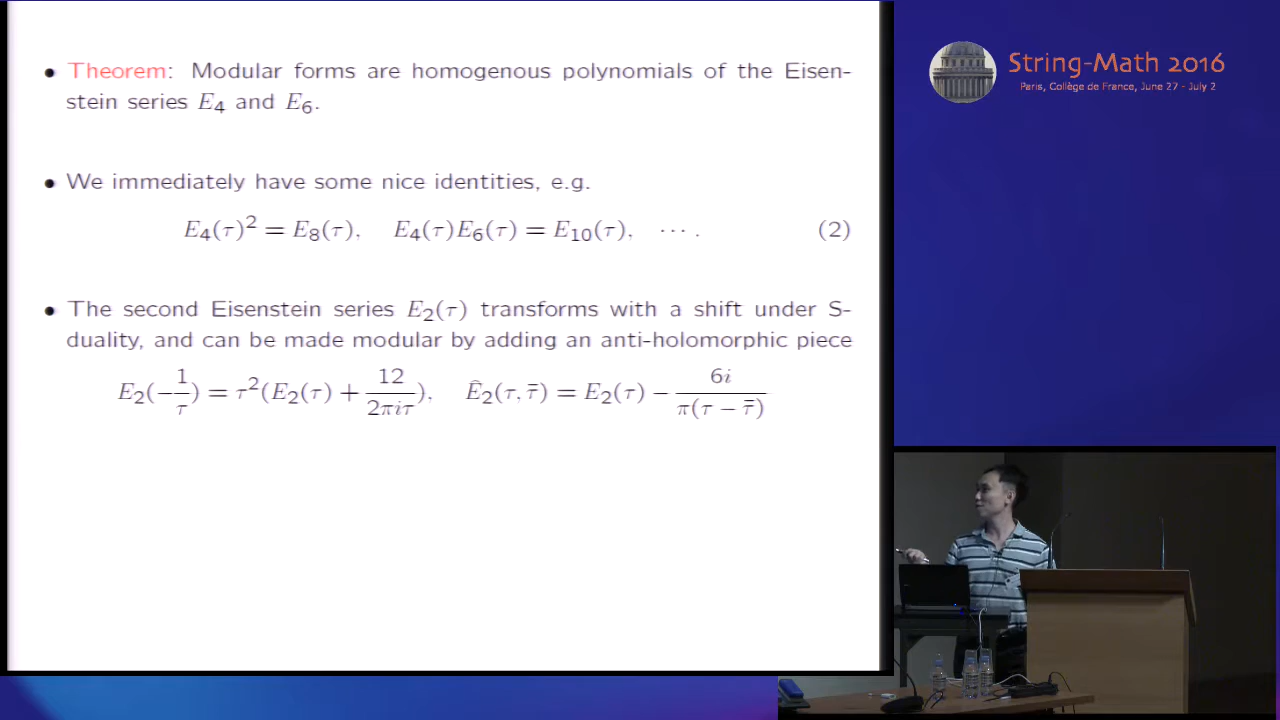 • Theorem: Modular forms are homogenous polynomials of the Eisen-
stein series E₄ and E₆.
• We immediately have some nice identities, e.g.
E₄(τ)² = E₈(τ), E₄(τ)E₆(τ) = E₁₀(τ), ··· . (2)
• The second Eisenstein series E₂(τ) transforms with a shift under S-
duality, and can be made modular by adding an anti-holomorphic piece
E₂(−1/τ) = τ²(E₂(τ) + 12/2πiτ), Ê₂(τ, τ̄) = E₂(τ) − 6i/π(τ − τ̄)
String-Math 2016
Paris, Collège de France, June 27 - July 2